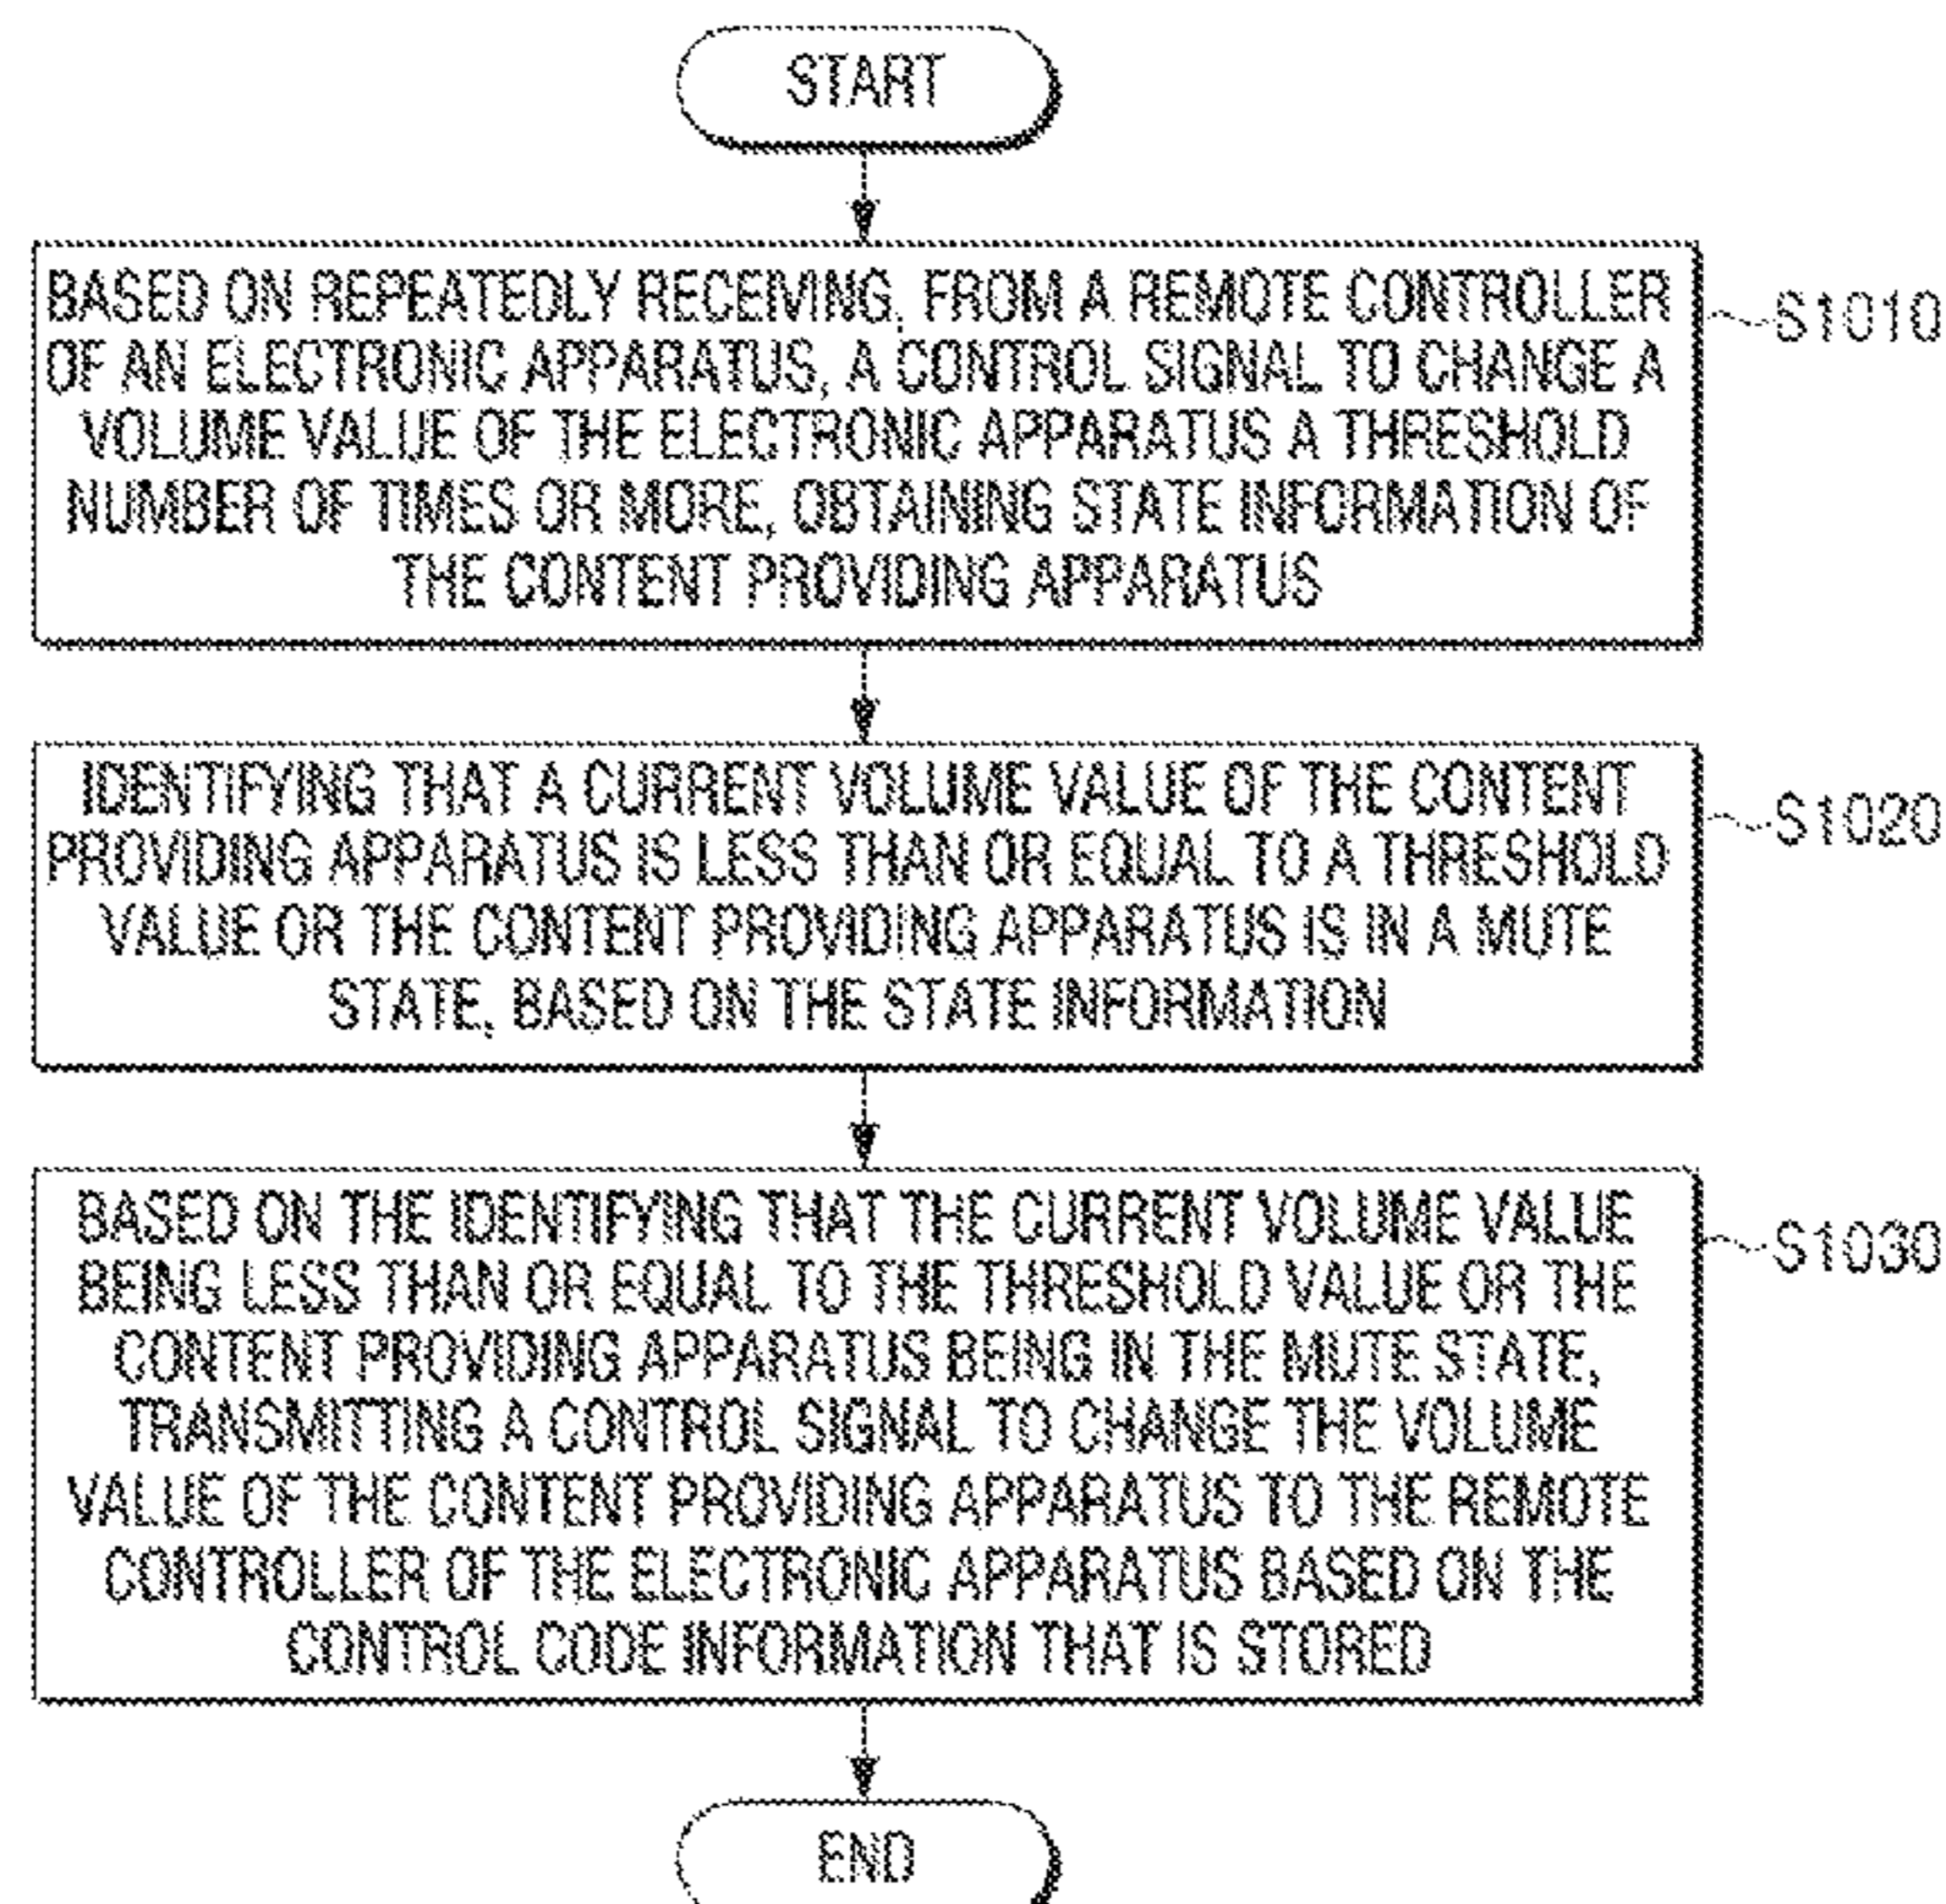 START
BASED ON REPEATEDLY RECEIVING, FROM A REMOTE CONTROLLER
OF AN ELECTRONIC APPARATUS, A CONTROL SIGNAL TO CHANGE A
VOLUME VALUE OF THE ELECTRONIC APPARATUS A THRESHOLD
NUMBER OF TIMES OR MORE, OBTAINING STATE INFORMATION OF
THE CONTENT PROVIDING APPARATUS
S1010
IDENTIFYING THAT A CURRENT VOLUME VALUE OF THE CONTENT
PROVIDING APPARATUS IS LESS THAN OR EQUAL TO A THRESHOLD
VALUE OR THE CONTENT PROVIDING APPARATUS IS IN A MUTE
STATE, BASED ON THE STATE INFORMATION
S1020
BASED ON THE IDENTIFYING THAT THE CURRENT VOLUME VALUE
BEING LESS THAN OR EQUAL TO THE THRESHOLD VALUE OR THE
CONTENT PROVIDING APPARATUS BEING IN THE MUTE STATE,
TRANSMITTING A CONTROL SIGNAL TO CHANGE THE VOLUME
VALUE OF THE CONTENT PROVIDING APPARATUS TO THE REMOTE
CONTROLLER OF THE ELECTRONIC APPARATUS BASED ON THE
CONTROL CODE INFORMATION THAT IS STORED
S1030
END